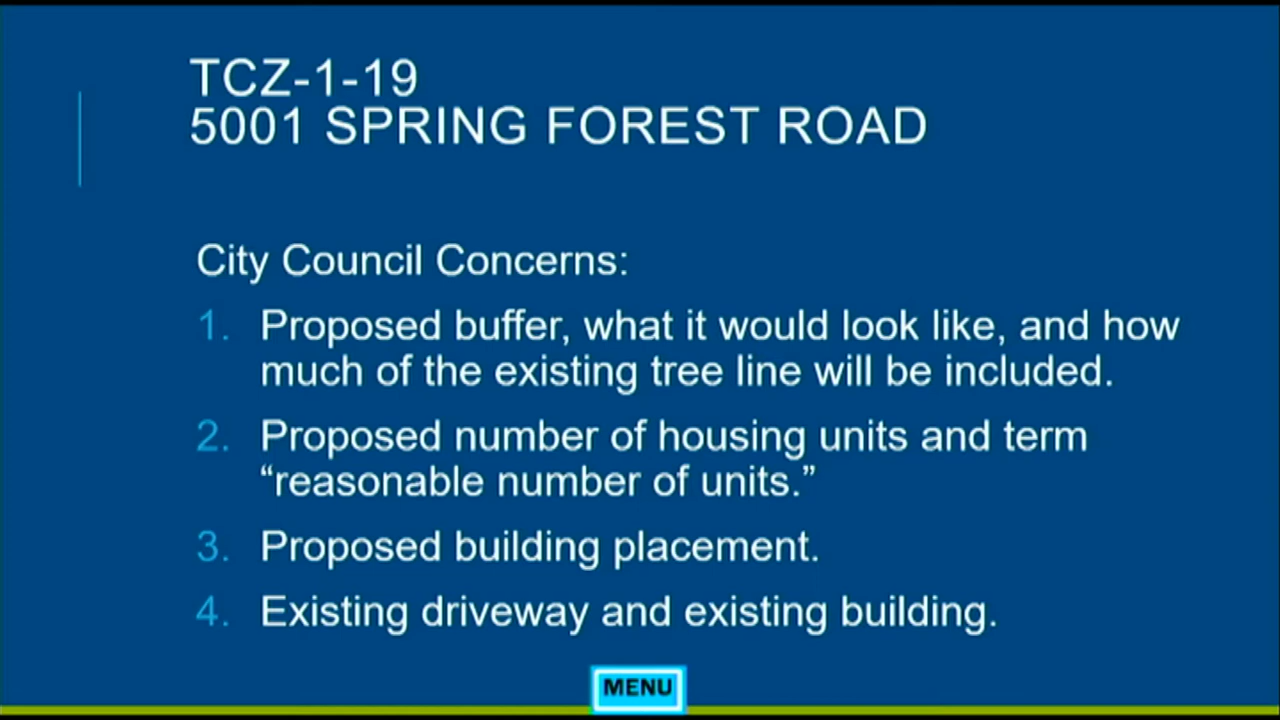 TCZ-1-19
5001 SPRING FOREST ROAD
City Council Concerns:
1. Proposed buffer, what it would look like, and how
much of the existing tree line will be included.
2. Proposed number of housing units and term
“reasonable number of units.”
3. Proposed building placement.
4. Existing driveway and existing building.
MENU